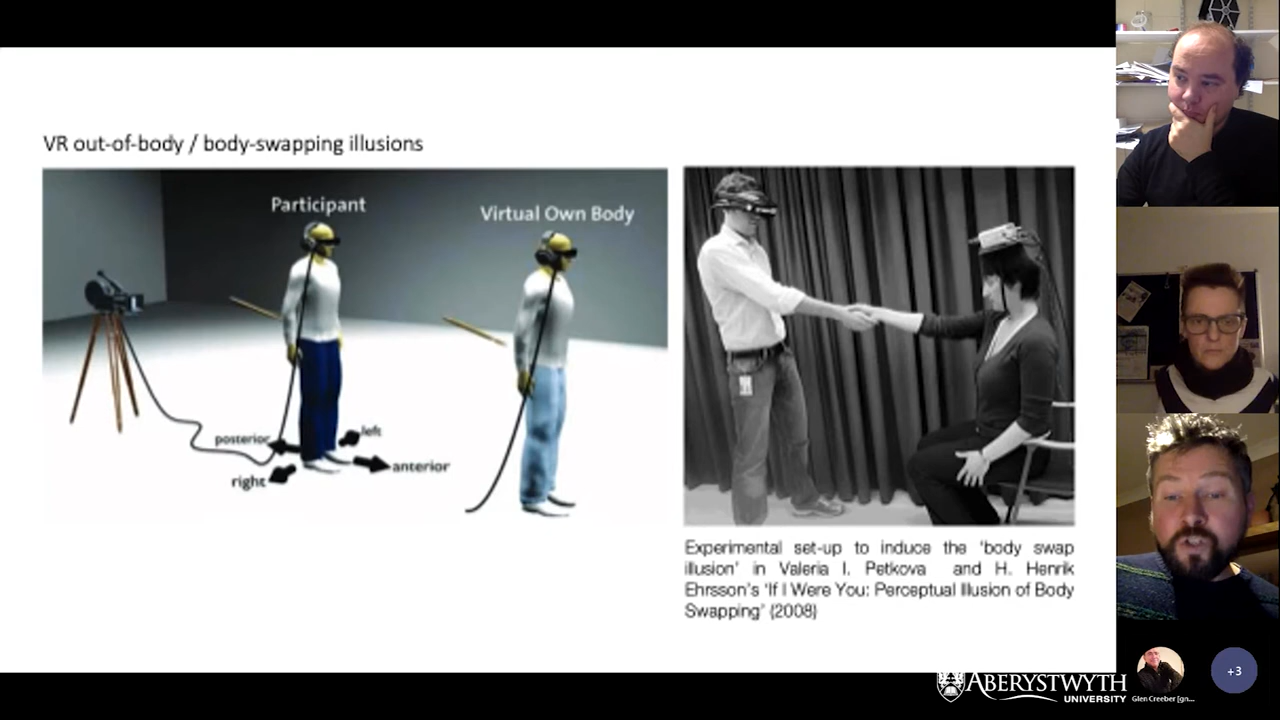 VR out-of-body / body-swapping illusions
Participant
Virtual Own Body
posterior
left
right
anterior
Experimental set-up to induce the 'body swap
illusion' in Valeria I. Petkova and H. Henrik
Ehrsson's 'If I Were You: Perceptual Illusion of Body
Swapping' (2008)
ABERYSTWYTH
UNIVERSITY
Glen Creeber [gn...
+3